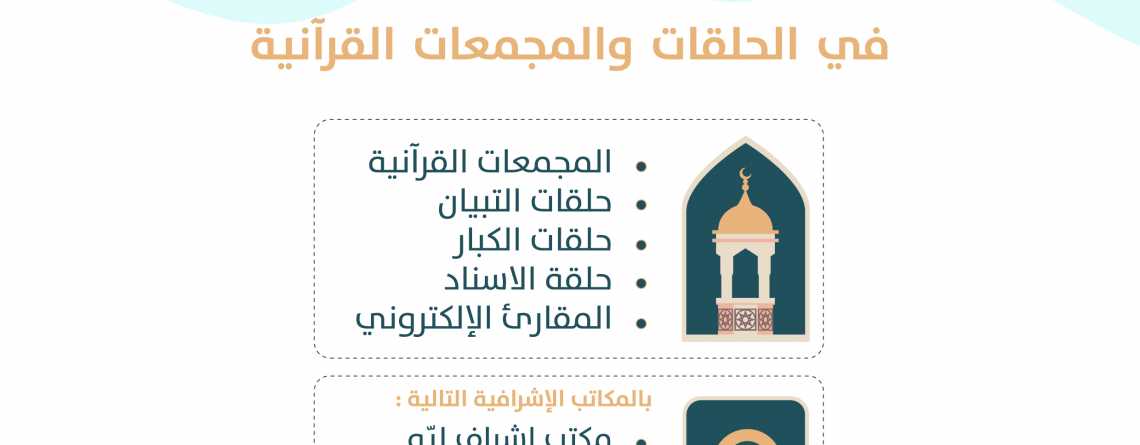 في الحلقات والمجمعات القرآنية
• المجمعات القرآنية
• حلقات التبيان
• حلقات الكبار
• حلقة الاسناد
• المقارئ الإلكتروني
بالمكاتب الإشرافية التالية :
• مكتب إشراف